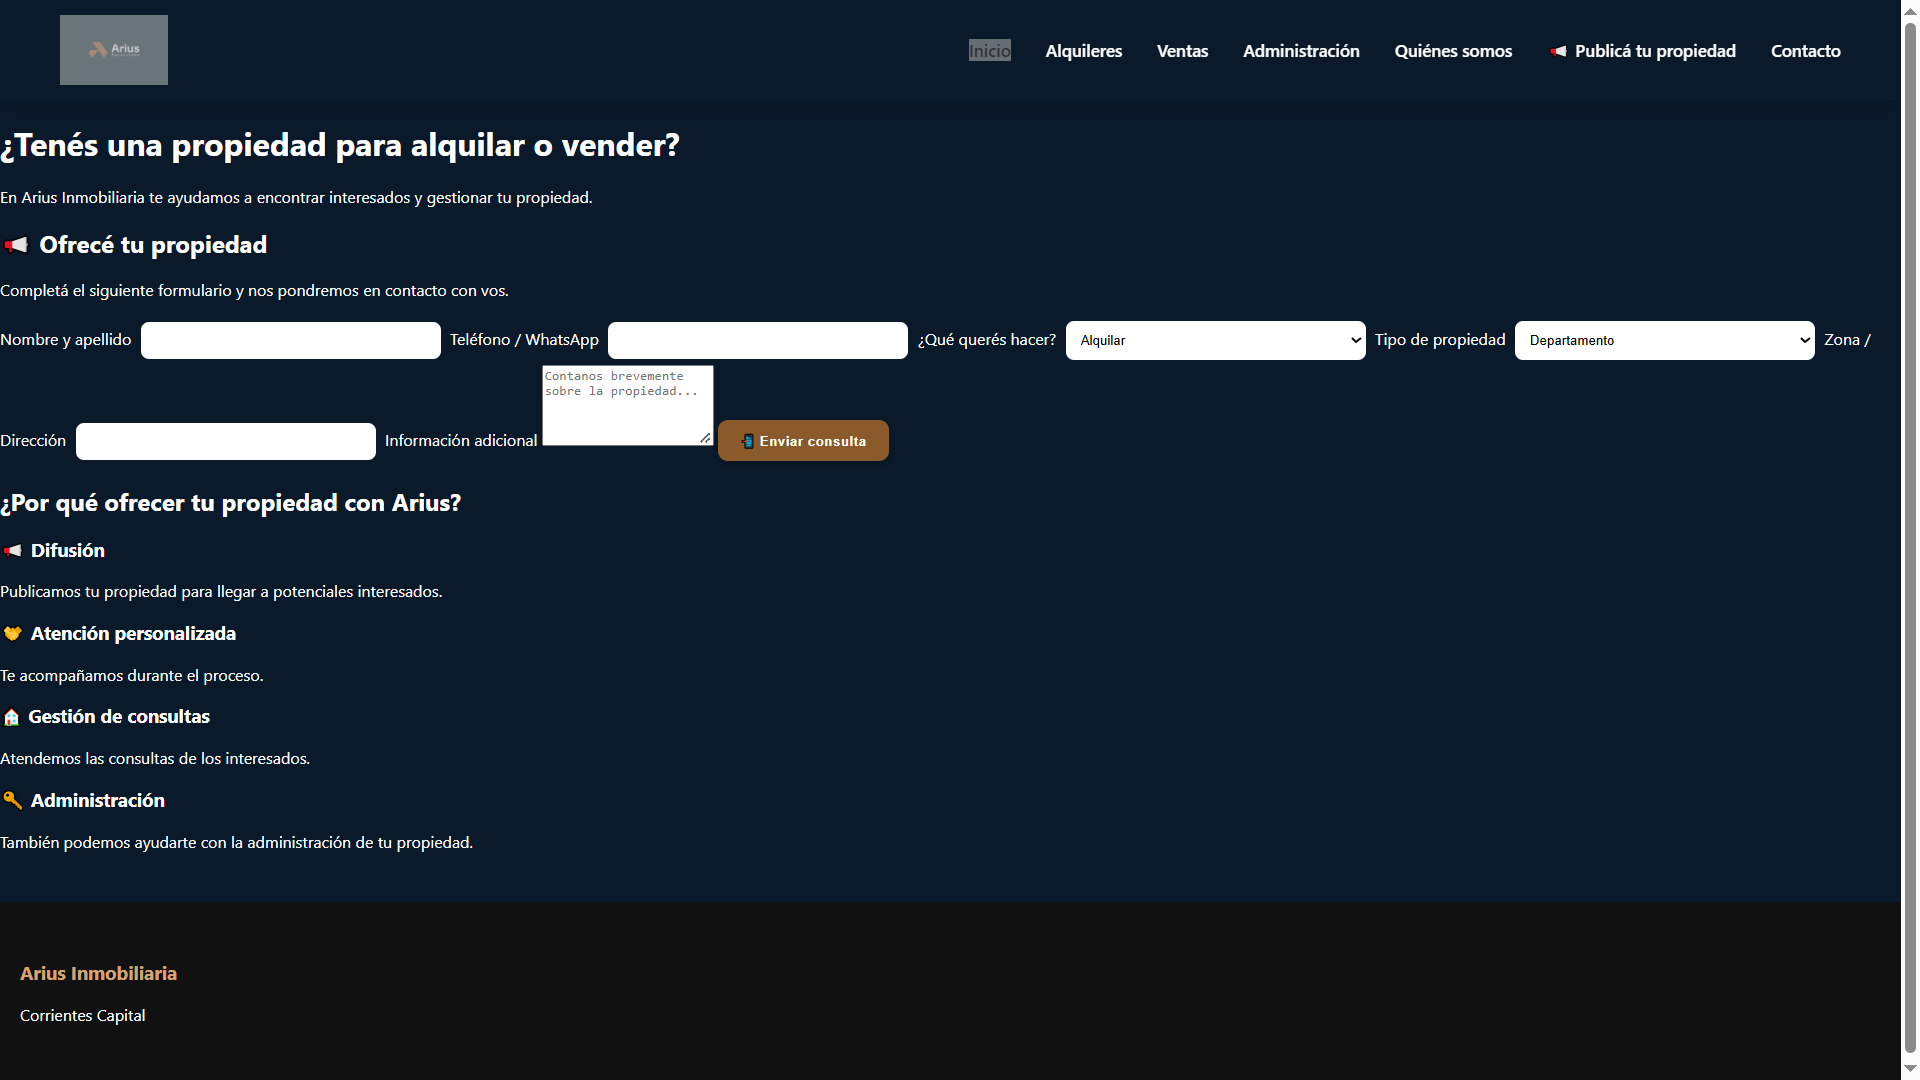 Arius
Inicio Alquileres Ventas Administración Quiénes somos 📢 Publicá tu propiedad Contacto
¿Tenés una propiedad para alquilar o vender?
En Arius Inmobiliaria te ayudamos a encontrar interesados y gestionar tu propiedad.
📢 Ofrecé tu propiedad
Completá el siguiente formulario y nos pondremos en contacto con vos.
Nombre y apellido Teléfono / WhatsApp ¿Qué querés hacer? Alquilar Tipo de propiedad Departamento Zona /
Contanos brevemente
sobre la propiedad...
Dirección Información adicional 📲 Enviar consulta
¿Por qué ofrecer tu propiedad con Arius?
📢 Difusión
Publicamos tu propiedad para llegar a potenciales interesados.
🤝 Atención personalizada
Te acompañamos durante el proceso.
🏠 Gestión de consultas
Atendemos las consultas de los interesados.
🔑 Administración
También podemos ayudarte con la administración de tu propiedad.
Arius Inmobiliaria
Corrientes Capital